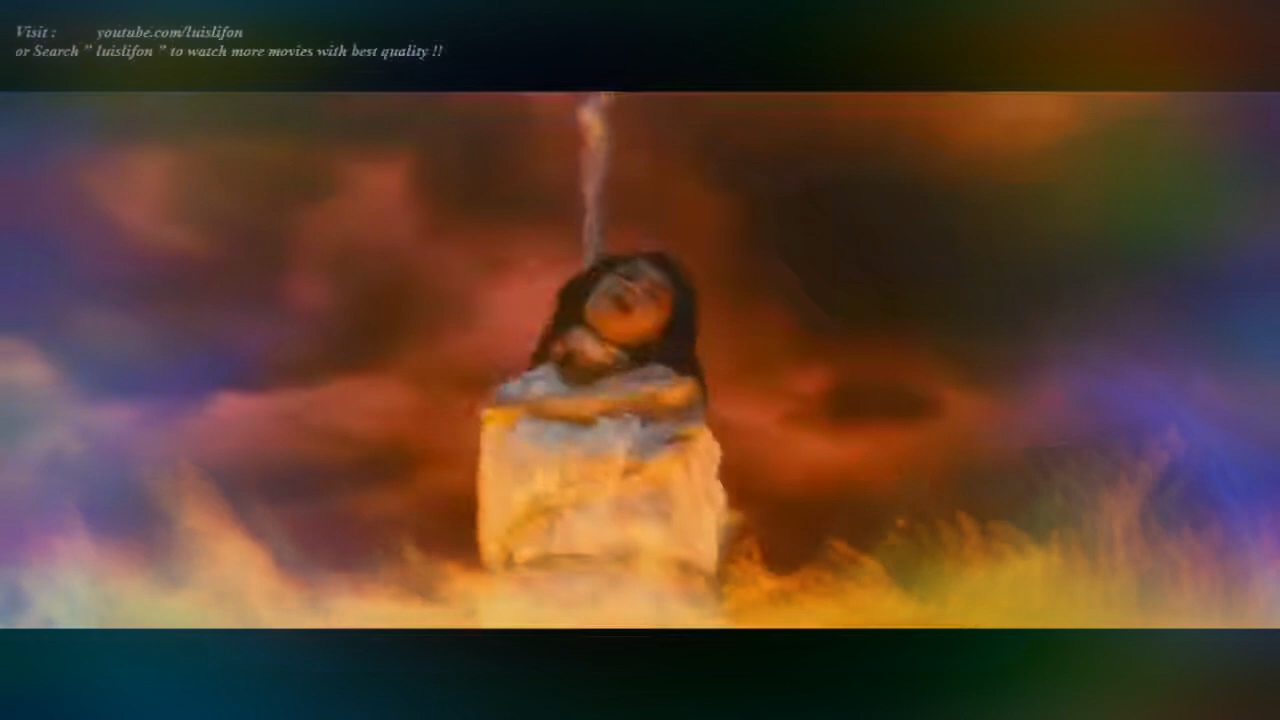 Visit : youtube.com/luislifon
or Search " luislifon " to watch more movies with best quality !!